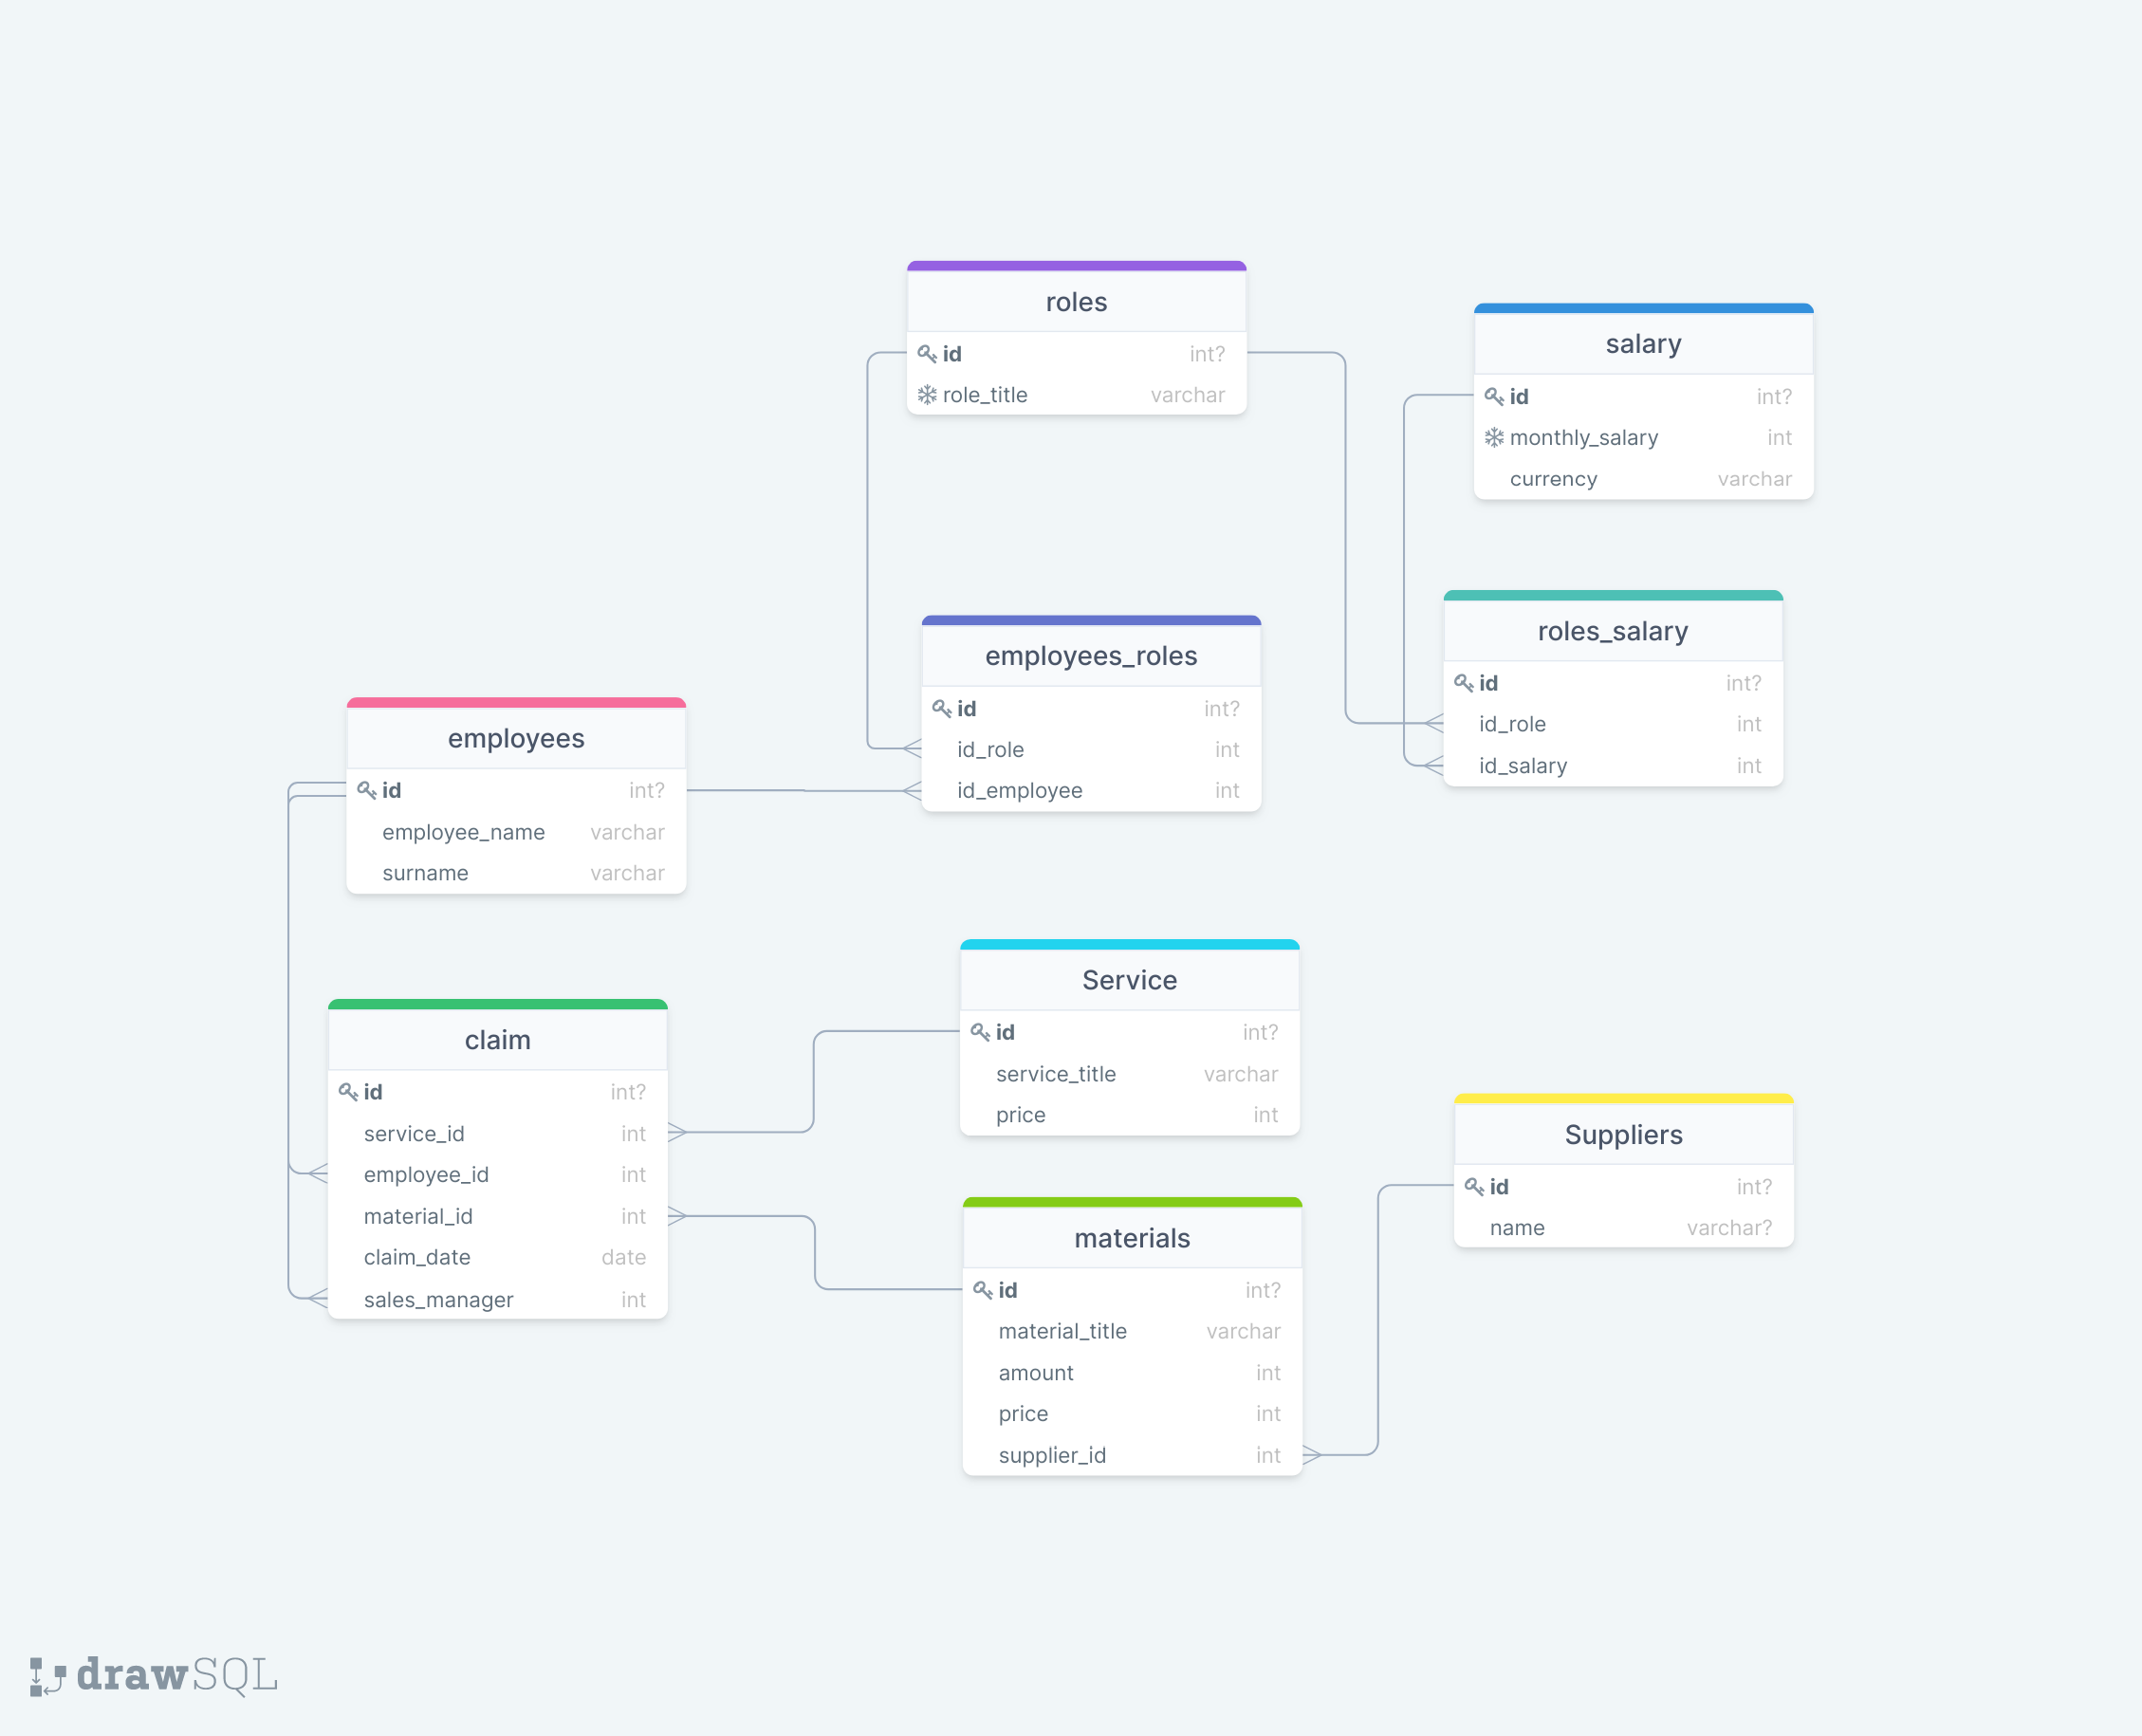 roles
id int?
role_title varchar
salary
id int?
monthly_salary int
currency varchar
employees_roles
id int?
id_role int
id_employee int
roles_salary
id int?
id_role int
id_salary int
employees
id int?
employee_name varchar
surname varchar
claim
id int?
service_id int
employee_id int
material_id int
claim_date date
sales_manager int
Service
id int?
service_title varchar
price int
materials
id int?
material_title varchar
amount int
price int
supplier_id int
Suppliers
id int?
name varchar?
drawSQL